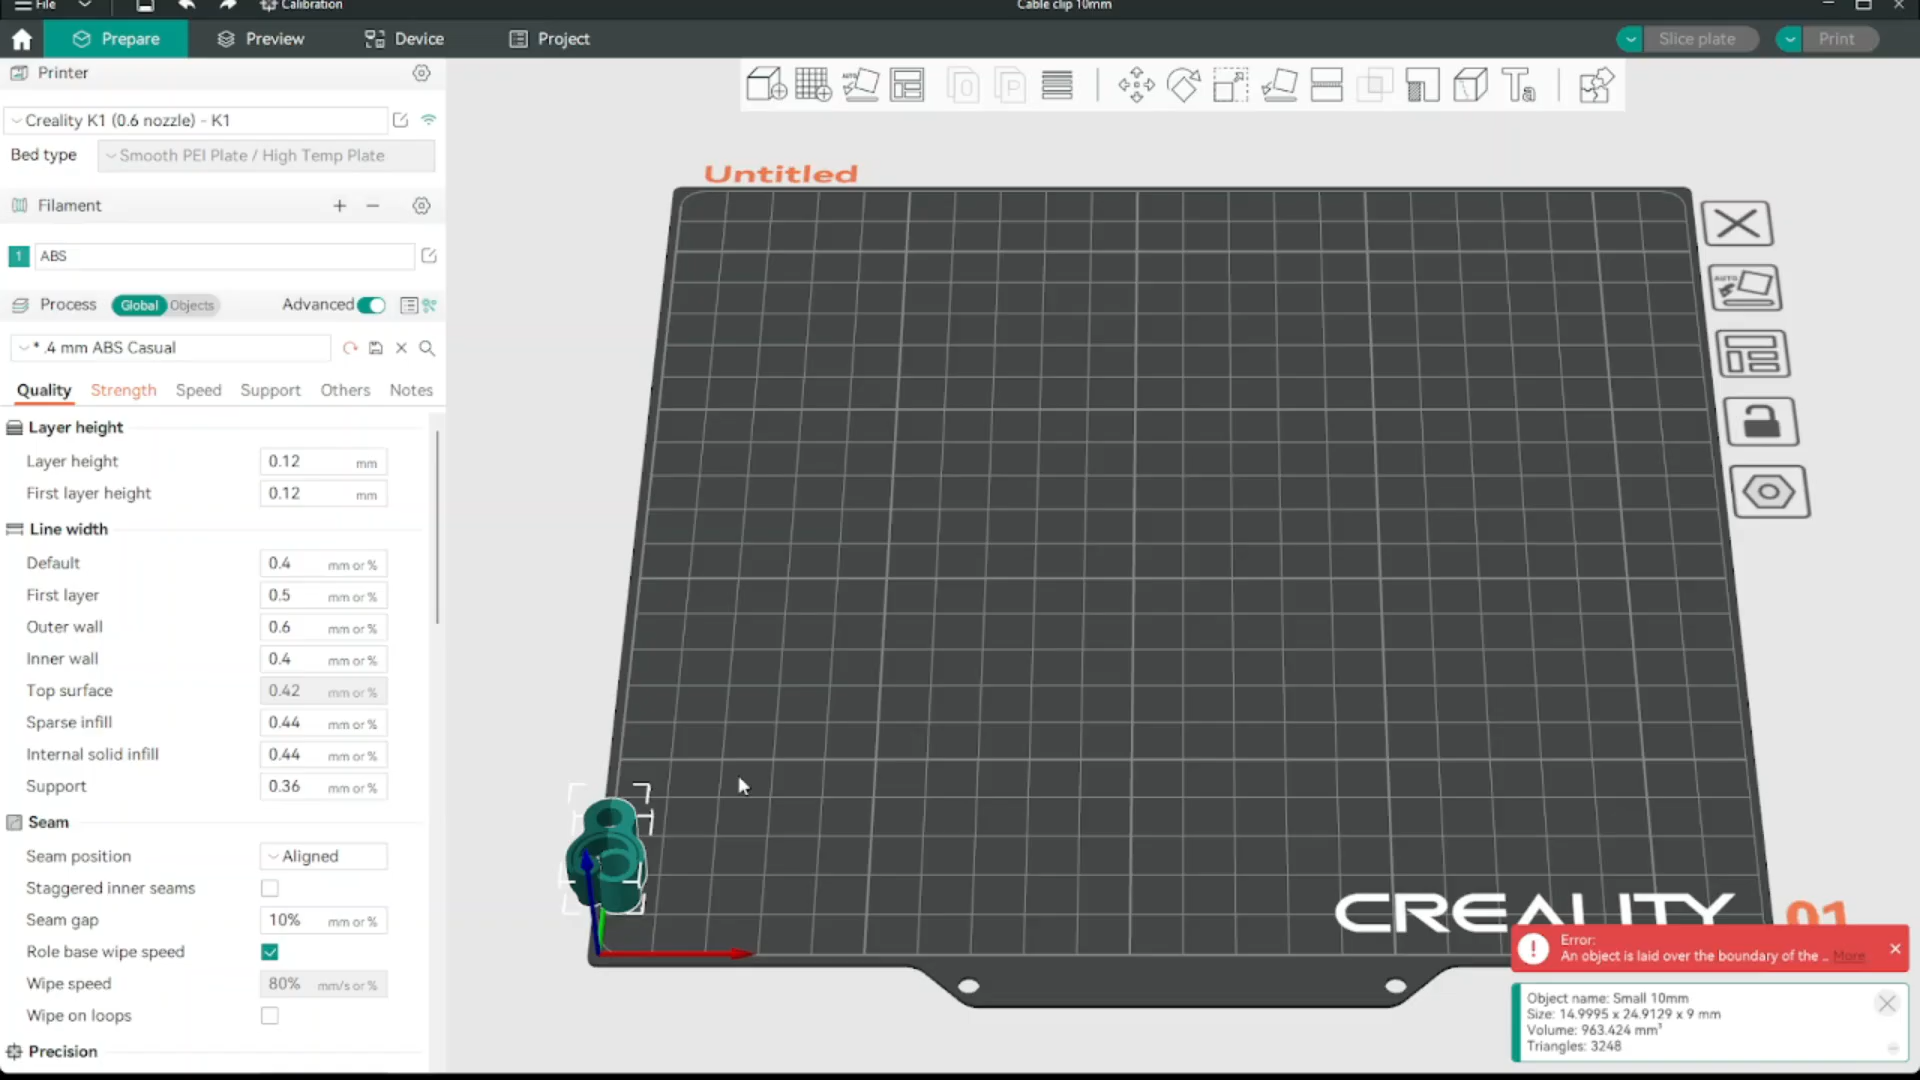 File
Calibration
Cable clip 10mm
Prepare
Preview
Device
Project
Slice plate
Print
Printer
Creality K1 (0.6 nozzle) - K1
Bed type
Smooth PEI Plate / High Temp Plate
Filament
1
ABS
Process
Global
Objects
Advanced
* .4 mm ABS Casual
Quality
Strength
Speed
Support
Others
Notes
Layer height
Layer height 0.12 mm
First layer height 0.12 mm
Line width
Default 0.4 mm or %
First layer 0.5 mm or %
Outer wall 0.6 mm or %
Inner wall 0.4 mm or %
Top surface 0.42 mm or %
Sparse infill 0.44 mm or %
Internal solid infill 0.44 mm or %
Support 0.36 mm or %
Seam
Seam position Aligned
Staggered inner seams
Seam gap 10% mm or %
Role base wipe speed
Wipe speed 80% mm/s or %
Wipe on loops
Precision
Untitled
AUTO
CREALITY
01
Error:
An object is laid over the boundary of the ... More
Object name: Small 10mm
Size: 14.9995 x 24.9129 x 9 mm
Volume: 963.424 mm³
Triangles: 3248